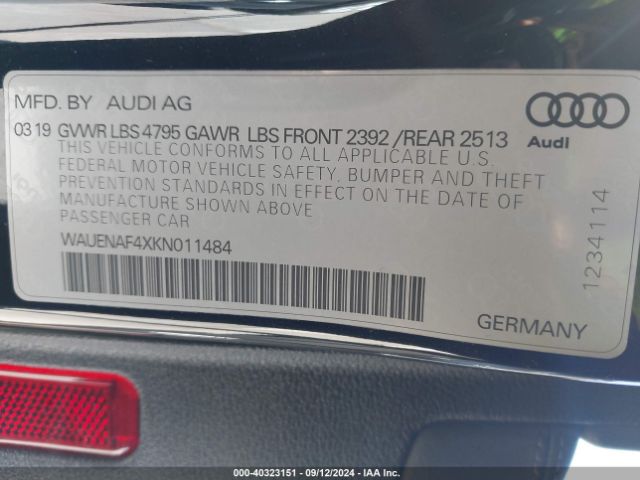 MFD. BY AUDI AG
03 19 GVWR LBS 4795 GAWR LBS FRONT 2392 /REAR 2513
THIS VEHICLE CONFORMS TO ALL APPLICABLE U.S.
FEDERAL MOTOR VEHICLE SAFETY, BUMPER AND THEFT
PREVENTION STANDARDS IN EFFECT ON THE DATE OF
MANUFACTURE SHOWN ABOVE
PASSENGER CAR
WAUENAF4XKN011484
Audi
1234114
GERMANY
000-40323151 - 09/12/2024 - IAA Inc.